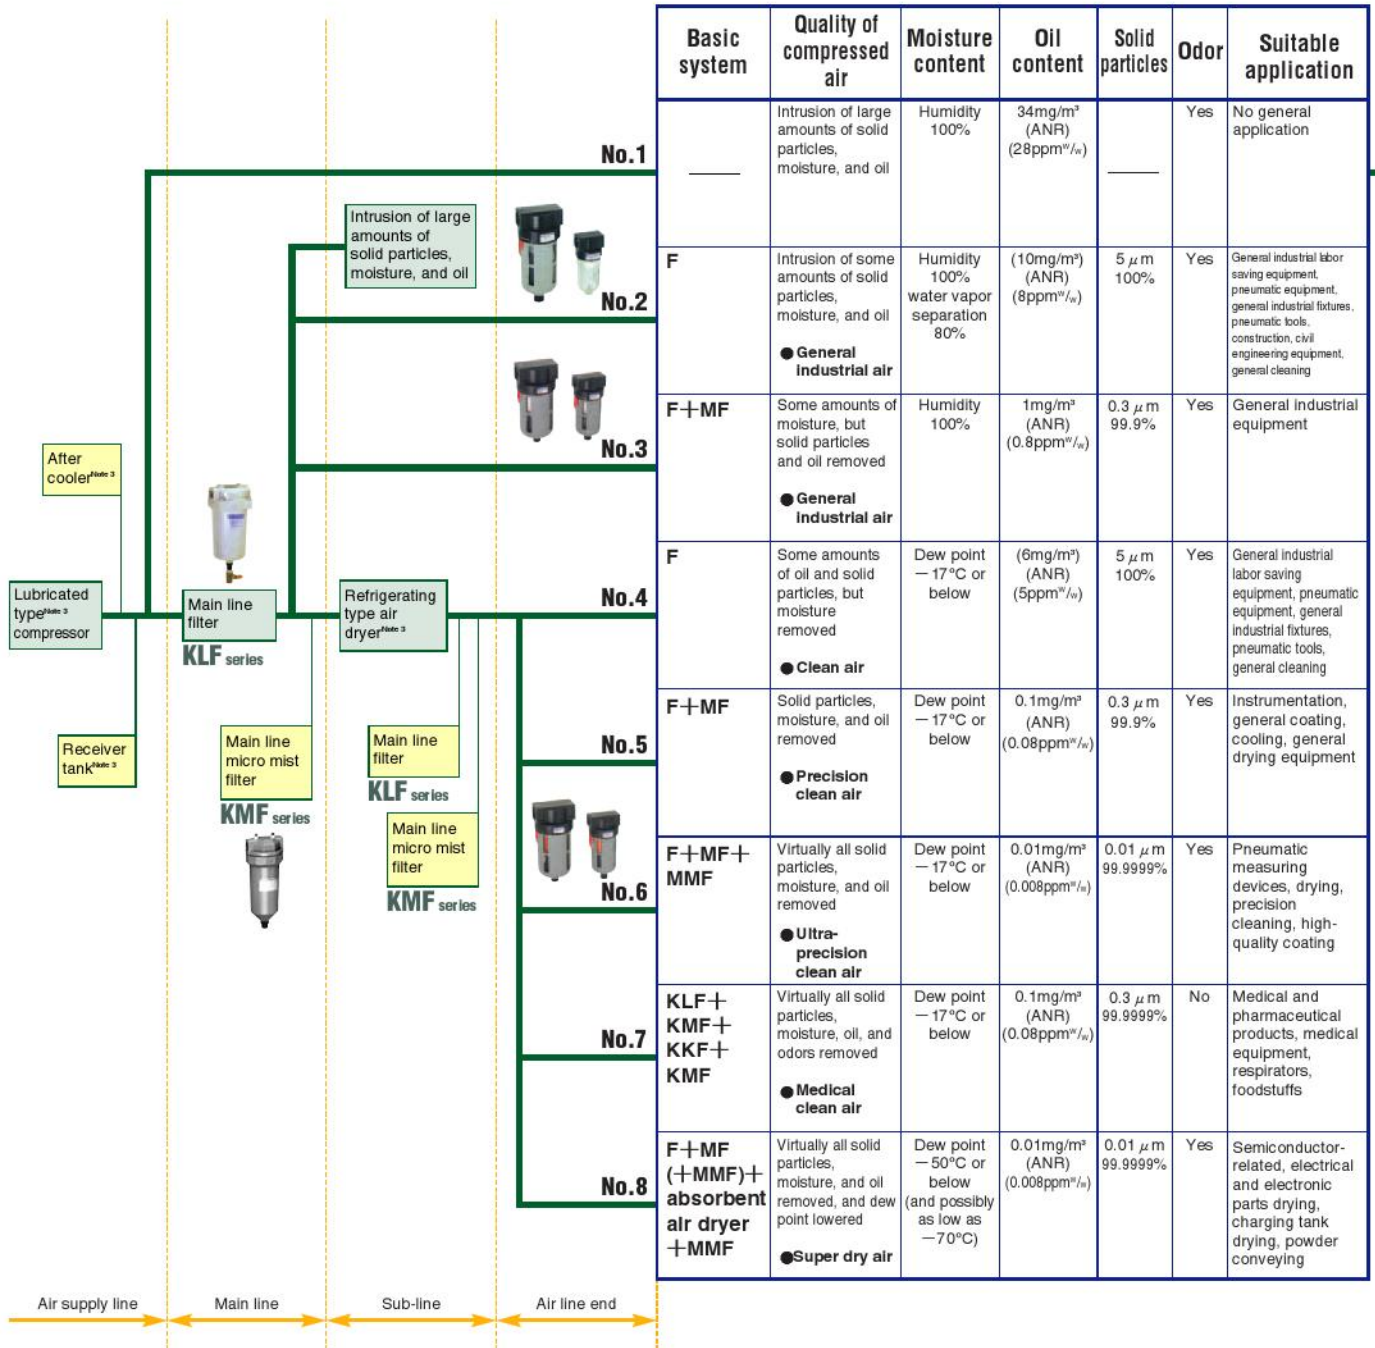 Basic
system
Quality of
compressed
air
Moisture
content
Oil
content
Solid
particles
Odor
Suitable
application
No.1
Intrusion of large
amounts of solid
particles,
moisture, and oil
Humidity
100%
34mg/m³
(ANR)
(28ppmʷ/w)
Yes
No general
application
Intrusion of large
amounts of
solid particles,
moisture, and oil
No.2
F
Intrusion of some
amounts of solid
particles,
moisture, and oil
●General
industrial air
Humidity
100%
water vapor
separation
80%
(10mg/m³)
(ANR)
(8ppmʷ/w)
5 μm
100%
Yes
General industrial labor
saving equipment,
pneumatic equipment,
general industrial fixtures,
pneumatic tools,
construction, civil
engineering equipment,
general cleaning
No.3
F+MF
Some amounts of
moisture, but
solid particles
and oil removed
●General
industrial air
Humidity
100%
1mg/m³
(ANR)
(0.8ppmʷ/w)
0.3 μm
99.9%
Yes
General industrial
equipment
After
cooler Note 3
Lubricated
type Note 3
compressor
Receiver
tank Note 3
Main line
filter
KLF series
Refrigerating
type air
dryer Note 3
Main line
micro mist
filter
KMF series
Main line
filter
KLF series
Main line
micro mist
filter
KMF series
No.4
F
Some amounts
of oil and solid
particles, but
moisture
removed
●Clean air
Dew point
−17°C or
below
(6mg/m³)
(ANR)
(5ppmʷ/w)
5 μm
100%
Yes
General industrial
labor saving
equipment, pneumatic
equipment, general
industrial fixtures,
pneumatic tools,
general cleaning
No.5
F+MF
Solid particles,
moisture, and oil
removed
●Precision
clean air
Dew point
−17°C or
below
0.1mg/m³
(ANR)
(0.08ppmʷ/w)
0.3 μm
99.9%
Yes
Instrumentation,
general coating,
cooling, general
drying equipment
No.6
F+MF+
MMF
Virtually all solid
particles,
moisture, and oil
removed
●Ultra-
precision
clean air
Dew point
−17°C or
below
0.01mg/m³
(ANR)
(0.008ppmʷ/w)
0.01 μm
99.9999%
Yes
Pneumatic
measuring
devices, drying,
precision
cleaning, high-
quality coating
No.7
KLF+
KMF+
KKF+
KMF
Virtually all solid
particles,
moisture, oil, and
odors removed
●Medical
clean air
Dew point
−17°C or
below
0.1mg/m³
(ANR)
(0.08ppmʷ/w)
0.3 μm
99.9999%
No
Medical and
pharmaceutical
products, medical
equipment,
respirators,
foodstuffs
No.8
F+MF
(+MMF)+
absorbent
air dryer
+MMF
Virtually all solid
particles,
moisture, and oil
removed, and dew
point lowered
●Super dry air
Dew point
−50°C or
below
(and possibly
as low as
−70°C)
0.01mg/m³
(ANR)
(0.008ppmʷ/w)
0.01 μm
99.9999%
Yes
Semiconductor-
related, electrical
and electronic
parts drying,
charging tank
drying, powder
conveying
Air supply line
Main line
Sub-line
Air line end